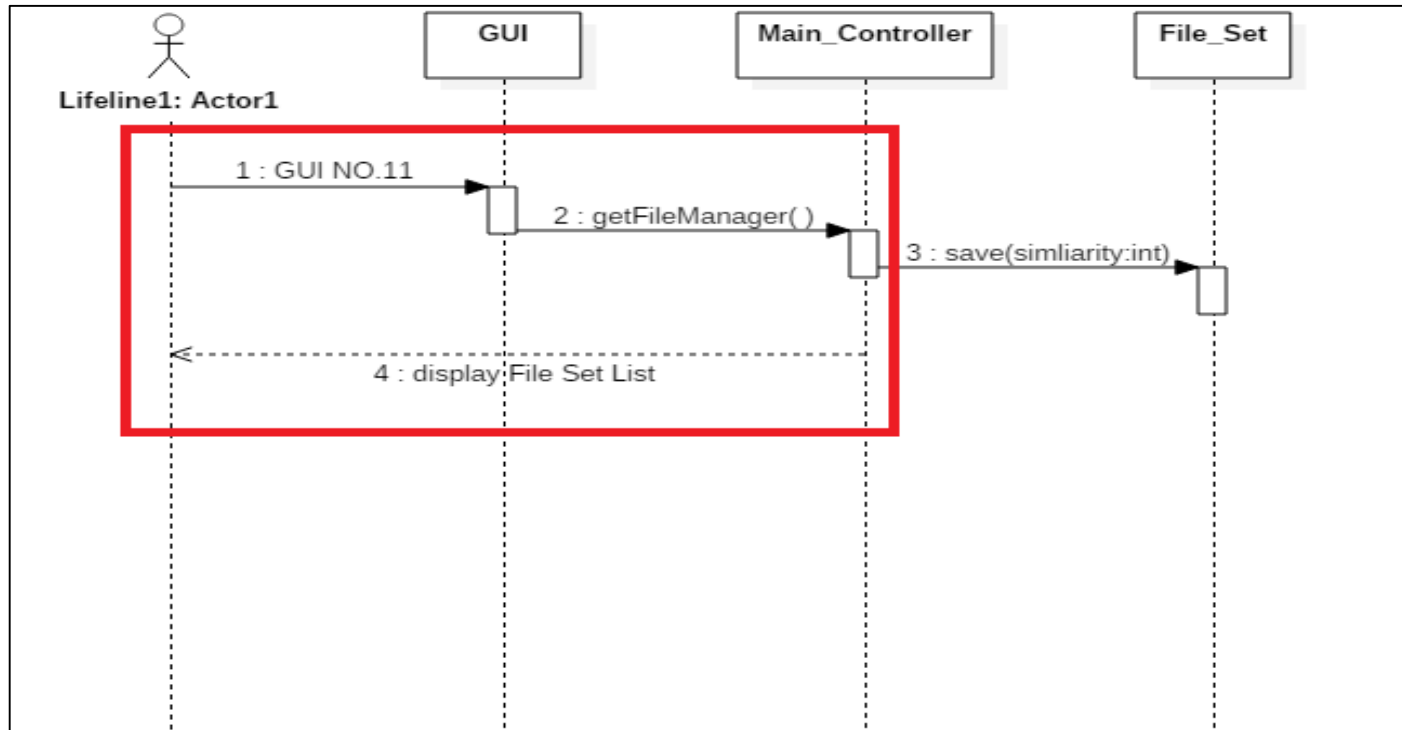 GUI
Main_Controller
File_Set
Lifeline1: Actor1
1 : GUI NO.11
2 : getFileManager( )
3 : save(simliarity:int)
4 : display File Set List